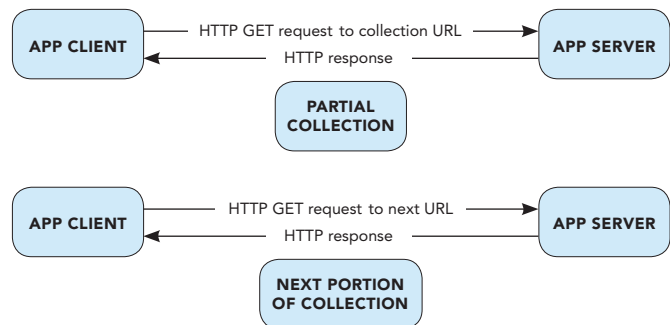 APP CLIENT
HTTP GET request to collection URL
APP SERVER
HTTP response
PARTIAL
COLLECTION
APP CLIENT
HTTP GET request to next URL
APP SERVER
HTTP response
NEXT PORTION
OF COLLECTION